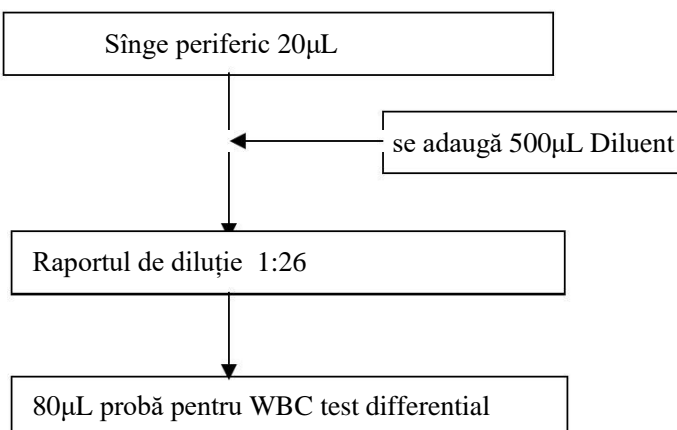 Sînge periferic 20μL
se adaugă 500μL Diluent
Raportul de diluție 1:26
80μL probă pentru WBC test differential